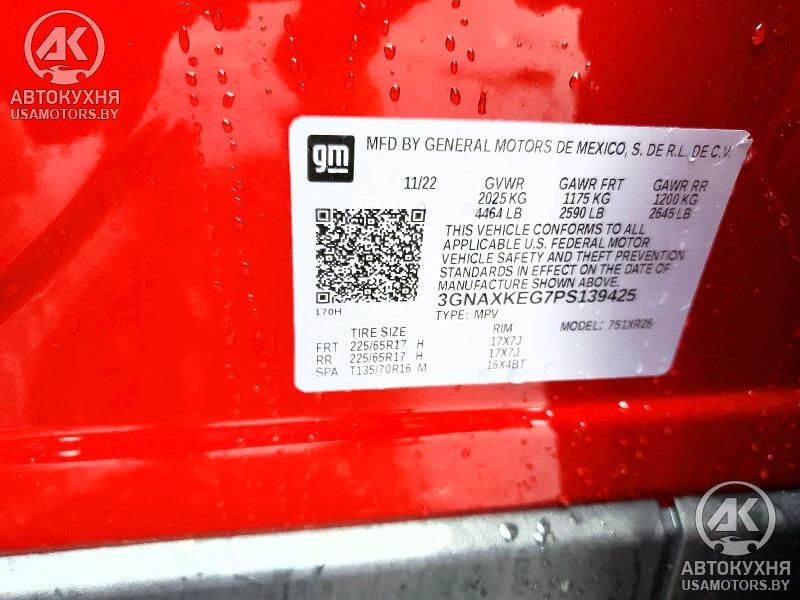 AK
АВТОКУХНЯ
USAMOTORS.BY
gm
MFD BY GENERAL MOTORS DE MEXICO, S. DE R.L. DE C.V.
11/22 GVWR GAWR FRT GAWR RR
2025 KG 1175 KG 1200 KG
4464 LB 2590 LB 2645 LB
THIS VEHICLE CONFORMS TO ALL
APPLICABLE U.S. FEDERAL MOTOR
VEHICLE SAFETY AND THEFT PREVENTION
STANDARDS IN EFFECT ON THE DATE OF
MANUFACTURE SHOWN ABOVE.
3GNAXKEG7PS139425
170H
TYPE: MPV MODEL: 751XR26
TIRE SIZE RIM
FRT 225/65R17 H 17X7J
RR 225/65R17 H 17X7J
SPA T135/70R16 M 16X4BT
AK
АВТОКУХНЯ
USAMOTORS.BY